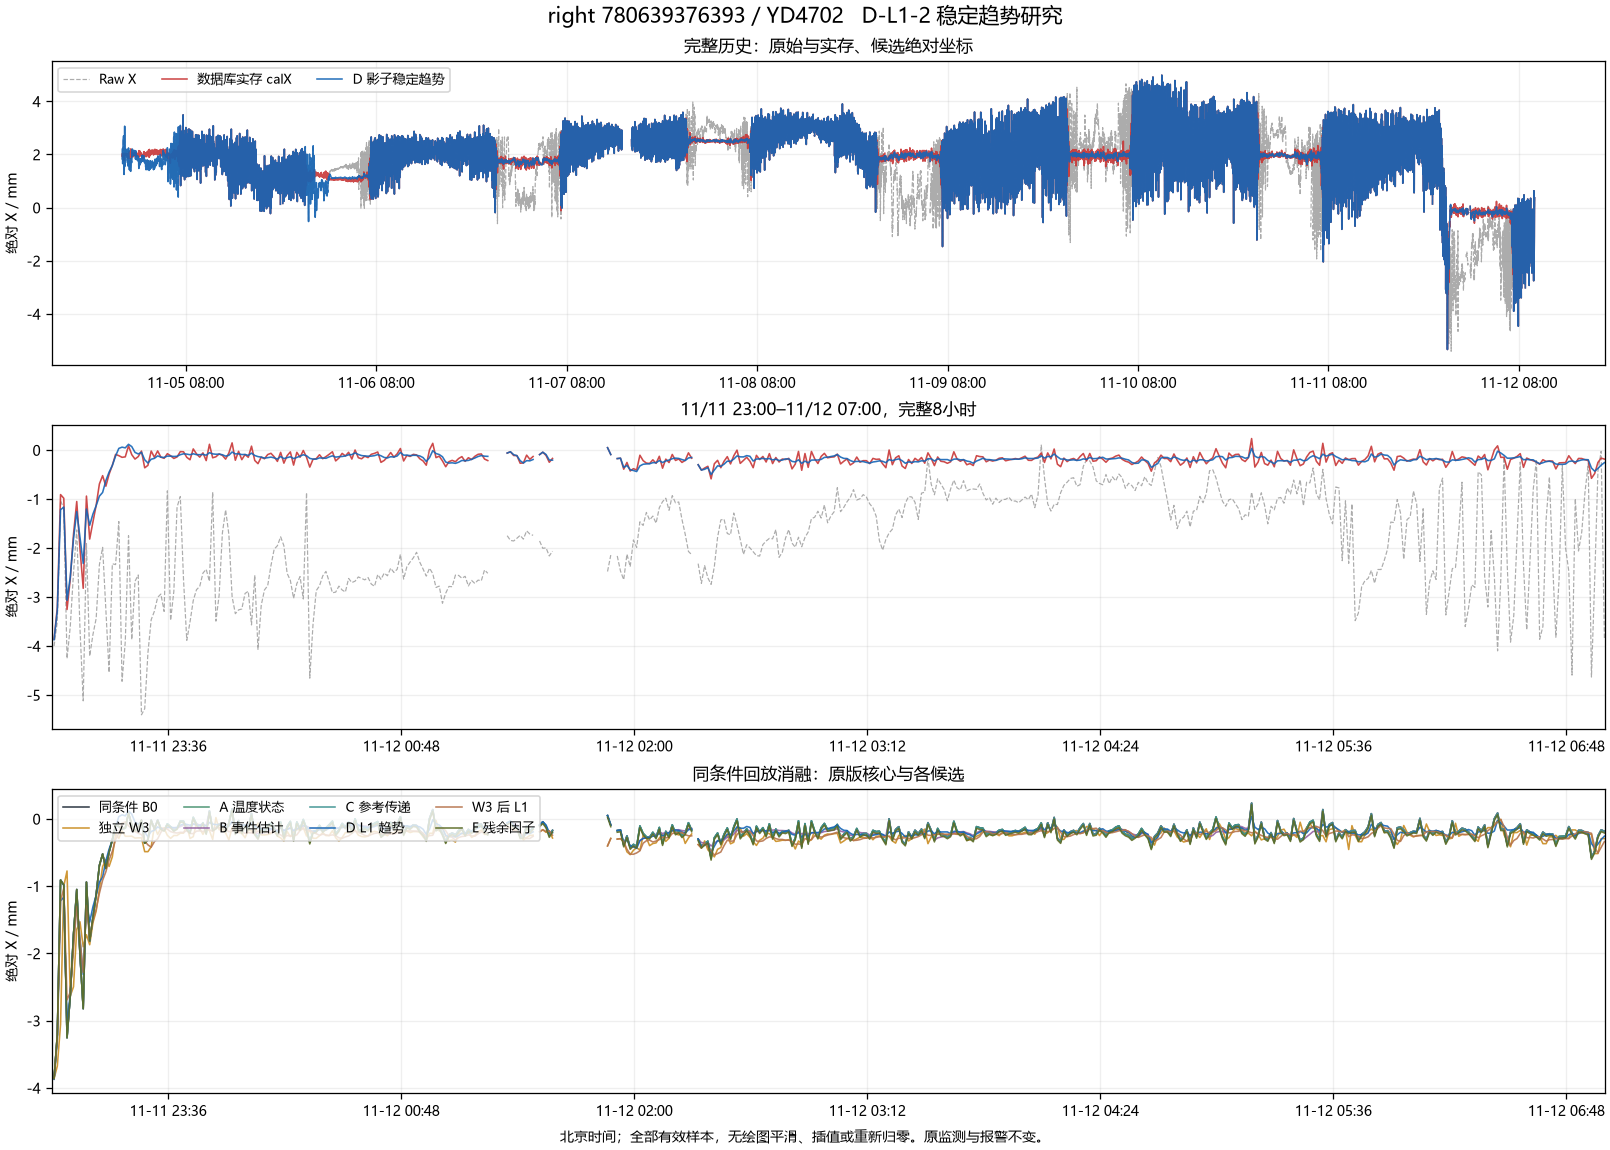 right 780639376393 / YD4702   D-L1-2 稳定趋势研究
完整历史：原始与实存、候选绝对坐标
Raw X
数据库实存 calX
D 影子稳定趋势
绝对 X / mm
4
2
0
-2
-4
11-05 08:00
11-06 08:00
11-07 08:00
11-08 08:00
11-09 08:00
11-10 08:00
11-11 08:00
11-12 08:00
11/11 23:00–11/12 07:00，完整8小时
绝对 X / mm
0
-1
-2
-3
-4
-5
11-11 23:36
11-12 00:48
11-12 02:00
11-12 03:12
11-12 04:24
11-12 05:36
11-12 06:48
同条件回放消融：原版核心与各候选
同条件 B0
A 温度状态
C 参考传递
W3 后 L1
独立 W3
B 事件估计
D L1 趋势
E 残余因子
绝对 X / mm
0
-1
-2
-3
-4
11-11 23:36
11-12 00:48
11-12 02:00
11-12 03:12
11-12 04:24
11-12 05:36
11-12 06:48
北京时间；全部有效样本，无绘图平滑、插值或重新归零。原监测与报警不变。